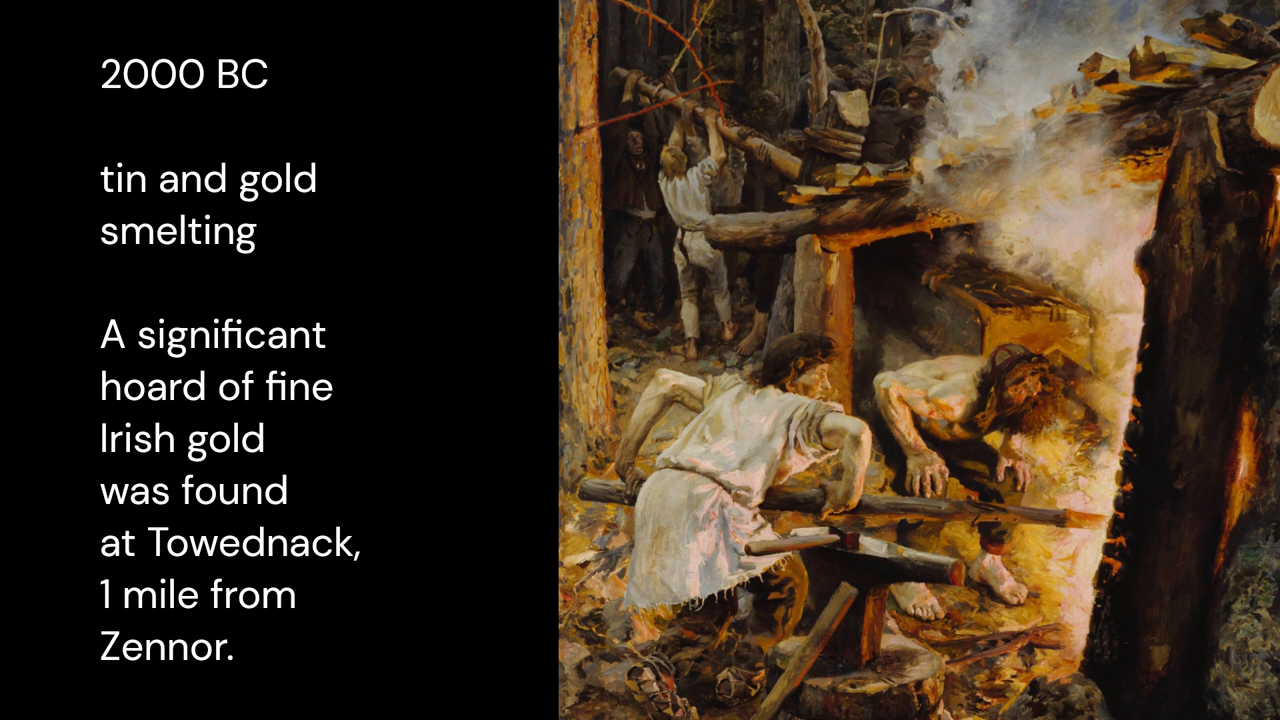 2000 BC
tin and gold
smelting
A significant
hoard of fine
Irish gold
was found
at Towednack,
1 mile from
Zennor.